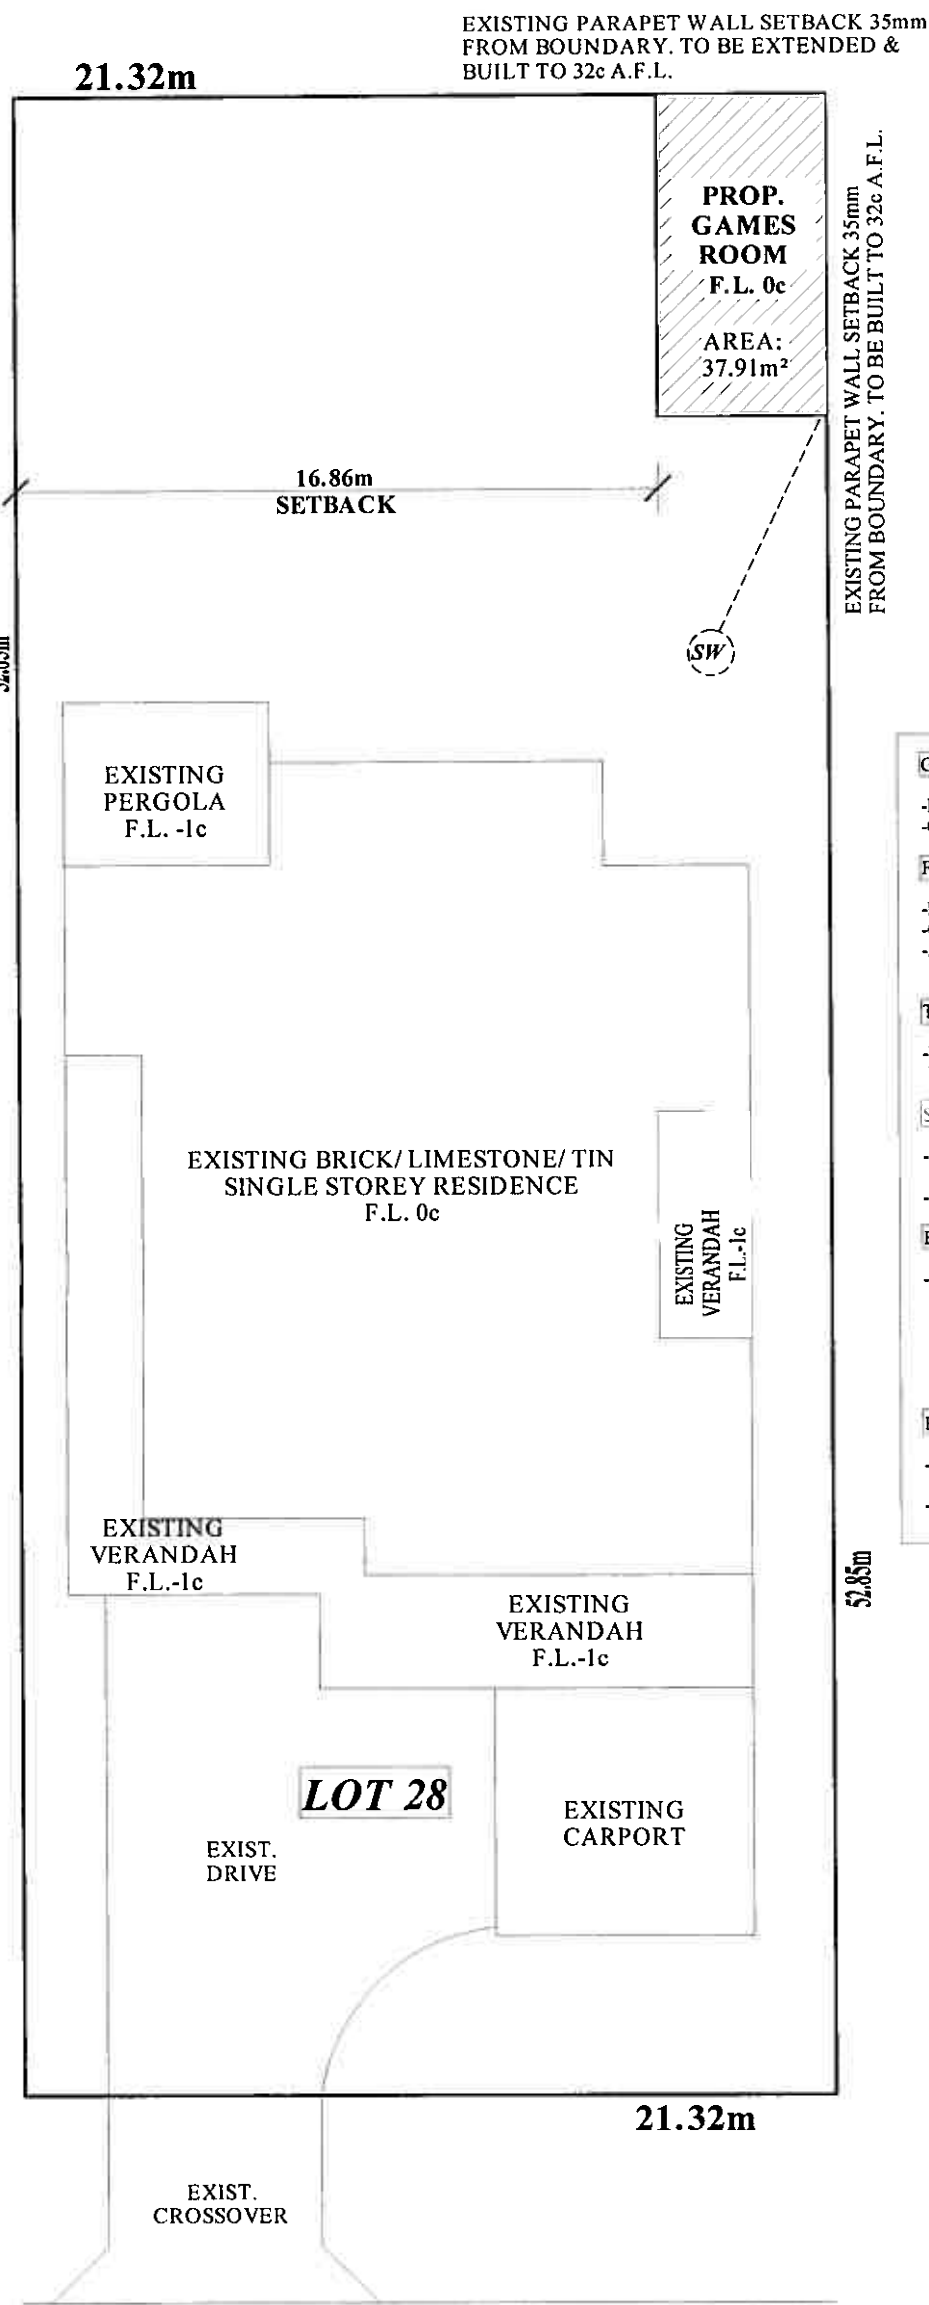 EXISTING PARAPET WALL SETBACK 35mm
FROM BOUNDARY. TO BE EXTENDED &
BUILT TO 32c A.F.L.
21.32m
PROP.
GAMES
ROOM
F.L. 0c
AREA:
37.91m²
EXISTING PARAPET WALL SETBACK 35mm
FROM BOUNDARY. TO BE BUILT TO 32c A.F.L.
16.86m
SETBACK
SW
EXISTING
PERGOLA
F.L. -1c
EXISTING BRICK/ LIMESTONE/ TIN
SINGLE STOREY RESIDENCE
F.L. 0c
EXISTING
VERANDAH
F.L.-1c
EXISTING
VERANDAH
F.L.-1c
EXISTING
VERANDAH
F.L.-1c
52.85m
LOT 28
EXISTING
CARPORT
EXIST.
DRIVE
21.32m
EXIST.
CROSSOVER